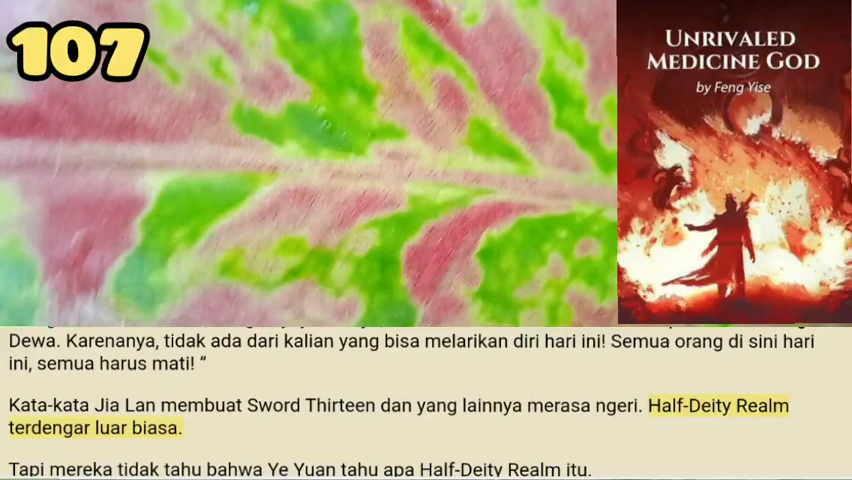 107
UNRIVALED
MEDICINE GOD
by Feng Yise
Dewa. Karenanya, tidak ada dari kalian yang bisa melarikan diri hari ini! Semua orang di sini hari
ini, semua harus mati! ”
Kata-kata Jia Lan membuat Sword Thirteen dan yang lainnya merasa ngeri. Half-Deity Realm
terdengar luar biasa.
Tapi mereka tidak tahu bahwa Ye Yuan tahu apa Half-Deity Realm itu.